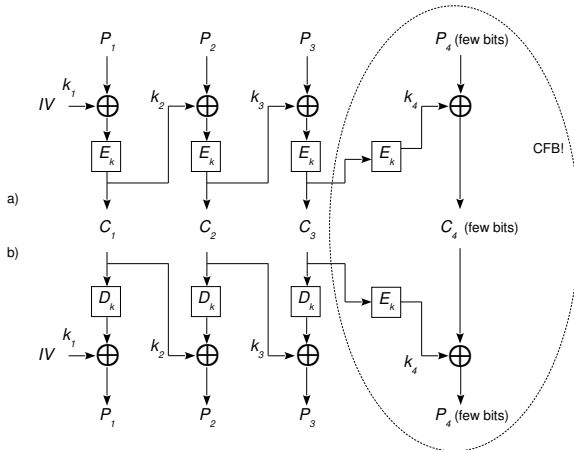 P1 P2 P3 P4 (few bits)
k1 k2 k3 k4
IV
Ek Ek Ek Ek
CFB!
a)
C1 C2 C3 C4 (few bits)
b)
Dk Dk Dk Ek
k1 k2 k3 k4
IV
P1 P2 P3 P4 (few bits)